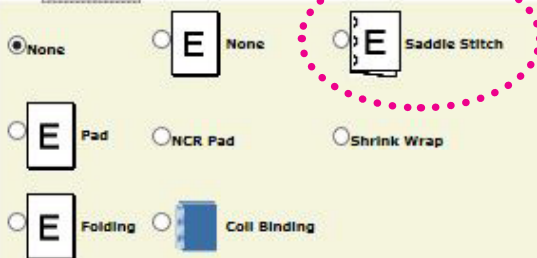 None
E None
E Saddle Stitch
E Pad
NCR Pad
Shrink Wrap
E Folding
Coil Binding